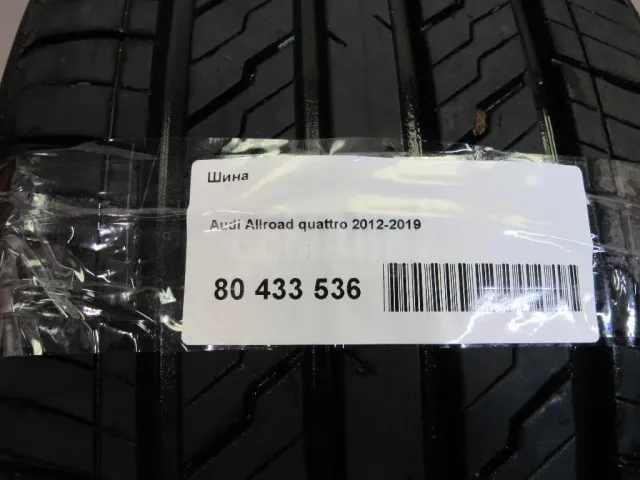 Шина
Audi Allroad quattro 2012-2019
80 433 536